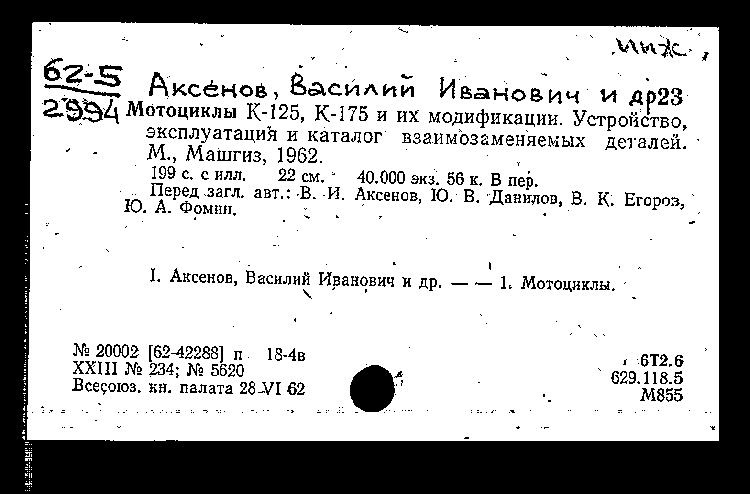 МИЖ
62-5
2994
Аксёнов, Василий Иванович и др23
Мотоциклы К-125, К-175 и их модификации. Устройство,
эксплуатация и каталог взаимозаменяемых деталей.
М., Машгиз, 1962.
199 с. с илл. 22 см. 40.000 экз. 56 к. В пер.
Перед загл. авт.: В. И. Аксенов, Ю. В. Данилов, В. К. Егороз,
Ю. А. Фомин.
I. Аксенов, Василий Иванович и др. — — 1. Мотоциклы.
№ 20002 [62-42288] п 18-4в
XXIII № 234; № 5620
Всесоюз. кн. палата 28.VI 62
6Т2.6
629.118.5
М855